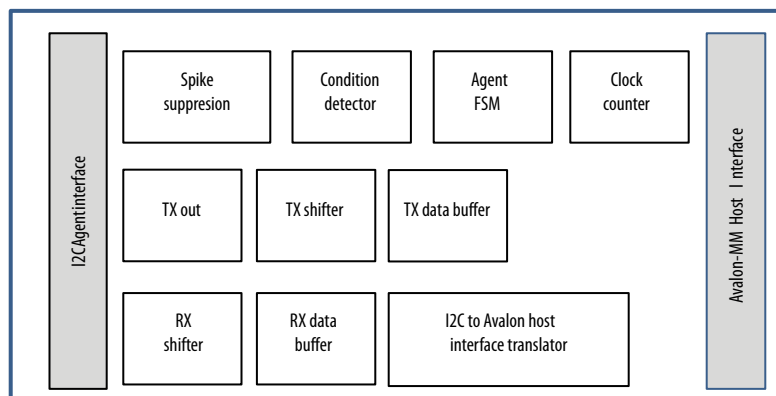 I2CAgentinterface
Spike
suppresion
Condition
detector
Agent
FSM
Clock
counter
TX out
TX shifter
TX data buffer
RX
shifter
RX data
buffer
I2C to Avalon host
interface translator
Avalon-MM Host I nterface